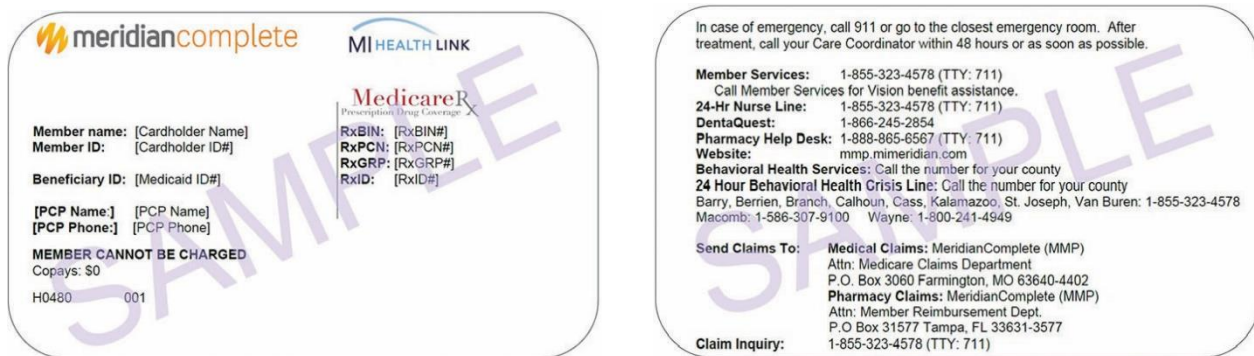 meridiancomplete
MI HEALTH LINK
MedicareRx
Prescription Drug Coverage
Member name: [Cardholder Name]
Member ID: [Cardholder ID#]
Beneficiary ID: [Medicaid ID#]
[PCP Name:] [PCP Name]
[PCP Phone:] [PCP Phone]
RxBIN: [RxBIN#]
RxPCN: [RxPCN#]
RxGRP: [RxGRP#]
RxID: [RxID#]
MEMBER CANNOT BE CHARGED
Copays: $0
H0480 001
SAMPLE
In case of emergency, call 911 or go to the closest emergency room. After
treatment, call your Care Coordinator within 48 hours or as soon as possible.
Member Services: 1-855-323-4578 (TTY: 711)
Call Member Services for Vision benefit assistance.
24-Hr Nurse Line: 1-855-323-4578 (TTY: 711)
DentaQuest: 1-866-245-2854
Pharmacy Help Desk: 1-888-865-6567 (TTY: 711)
Website: mmp.mimeridian.com
Behavioral Health Services: Call the number for your county
24 Hour Behavioral Health Crisis Line: Call the number for your county
Barry, Berrien, Branch, Calhoun, Cass, Kalamazoo, St. Joseph, Van Buren: 1-855-323-4578
Macomb: 1-586-307-9100 Wayne: 1-800-241-4949
Send Claims To: Medical Claims: MeridianComplete (MMP)
Attn: Medicare Claims Department
P.O. Box 3060 Farmington, MO 63640-4402
Pharmacy Claims: MeridianComplete (MMP)
Attn: Member Reimbursement Dept.
P.O Box 31577 Tampa, FL 33631-3577
Claim Inquiry: 1-855-323-4578 (TTY: 711)
SAMPLE